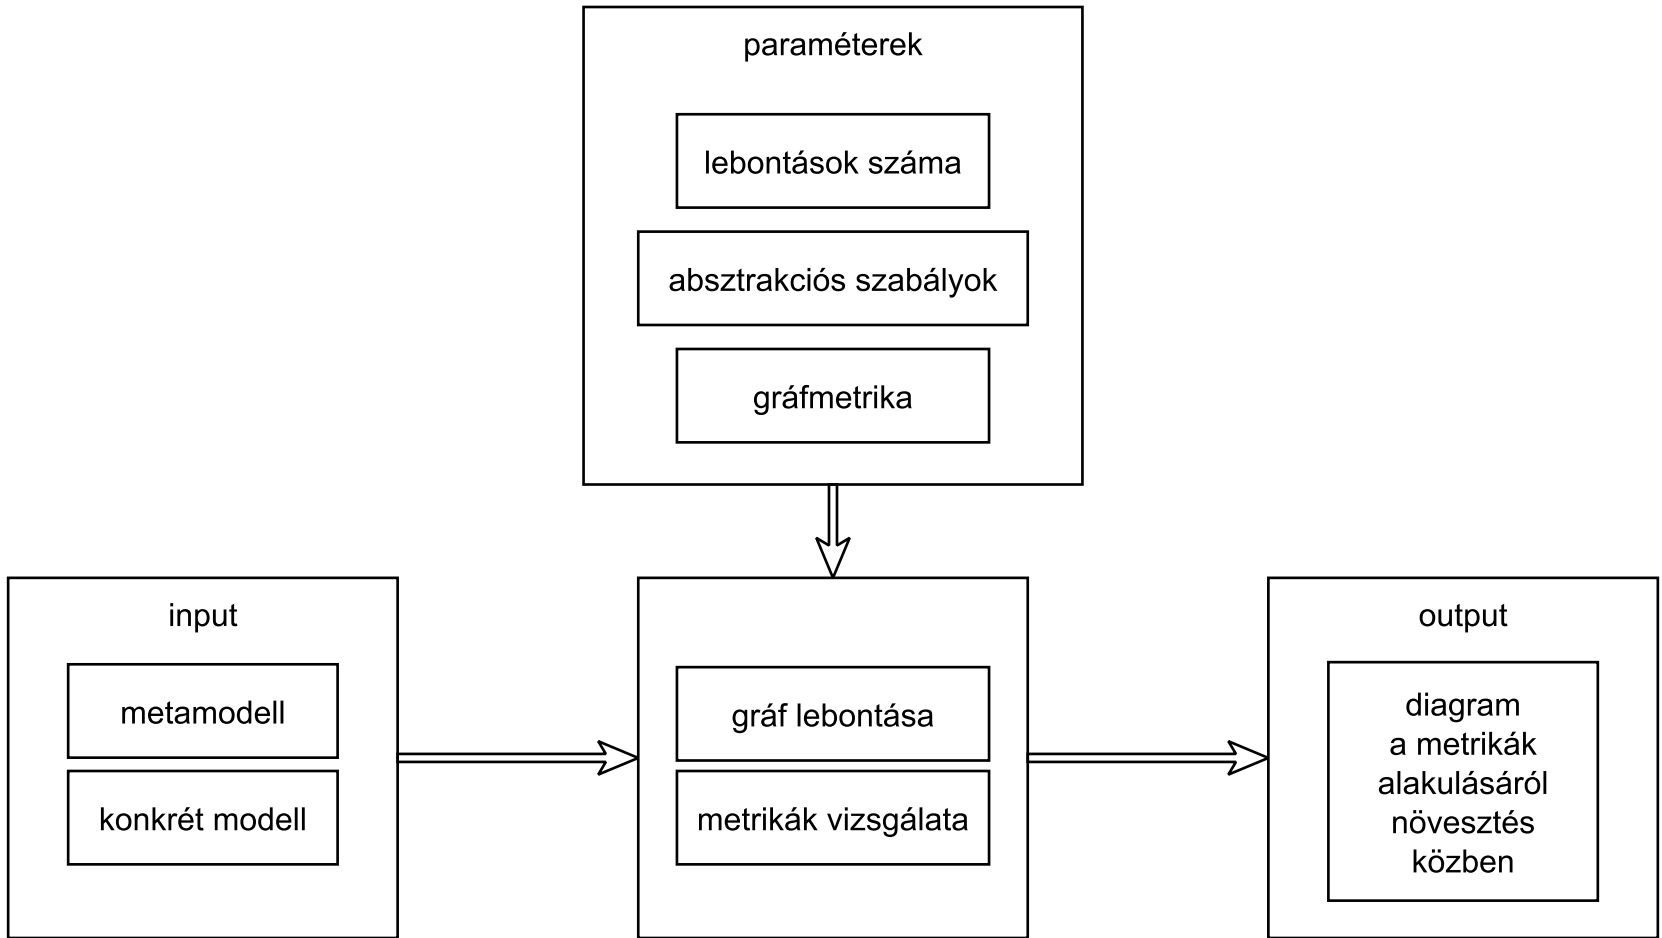 paraméterek
lebontások száma
absztrakciós szabályok
gráfmetrika
input
metamodell
konkrét modell
gráf lebontása
metrikák vizsgálata
output
diagram
a metrikák
alakulásáról
növesztés
közben